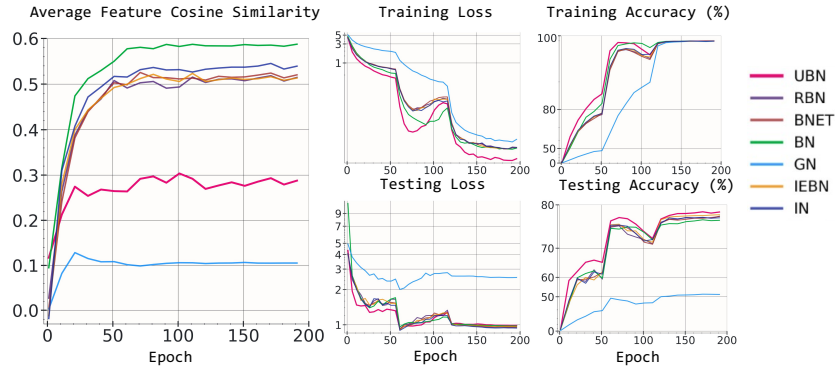 Average Feature Cosine Similarity
0.6
0.5
0.4
0.3
0.2
0.1
0.0
0 50 100 150 200
Epoch
Training Loss
5
3
1
0 50 100 150 200
Testing Loss
9
7
5
4
3
2
1
0 50 100 150 200
Epoch
Training Accuracy (%)
100
80
50
0
0 50 100 150 200
Testing Accuracy (%)
80
70
60
50
0
0 50 100 150 200
Epoch
UBN
RBN
BNET
BN
GN
IEBN
IN